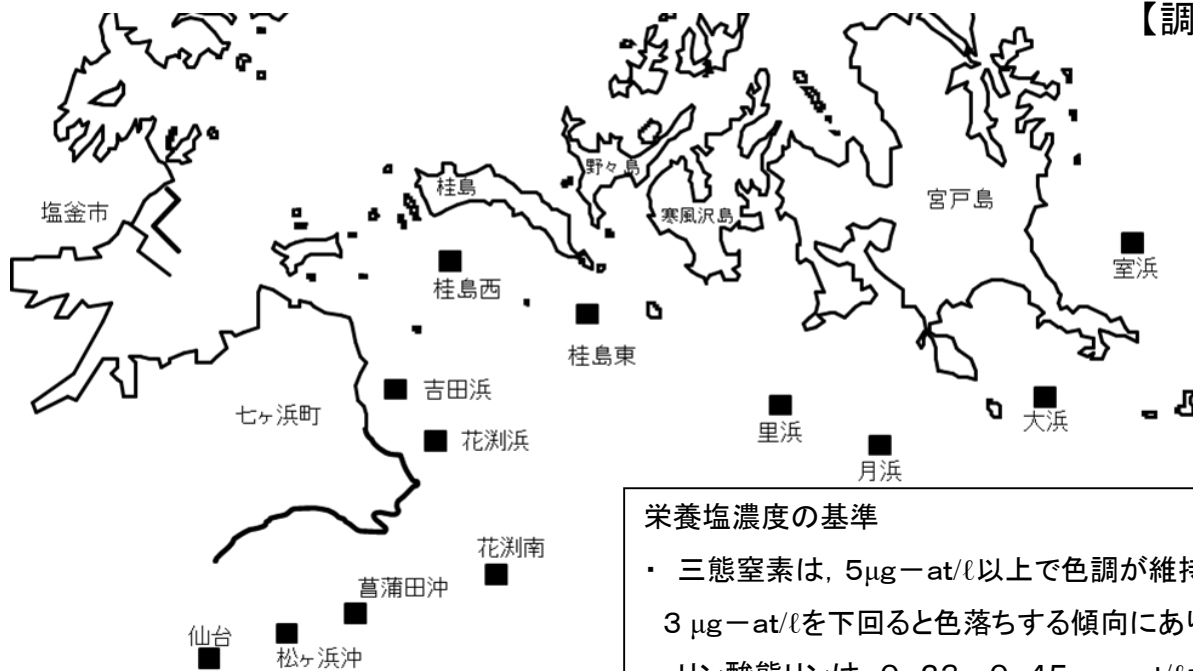 【調
野々島
桂島
宮戸島
塩釜市
寒風沢島
室浜
桂島西
桂島東
吉田浜
七ヶ浜町
大浜
里浜
花渕浜
月浜
栄養塩濃度の基準
花渕南
・ 三態窒素は，5μg－at/ℓ以上で色調が維持
菖蒲田沖
3 μg－at/ℓを下回ると色落ちする傾向にあり
仙台
松ヶ浜沖